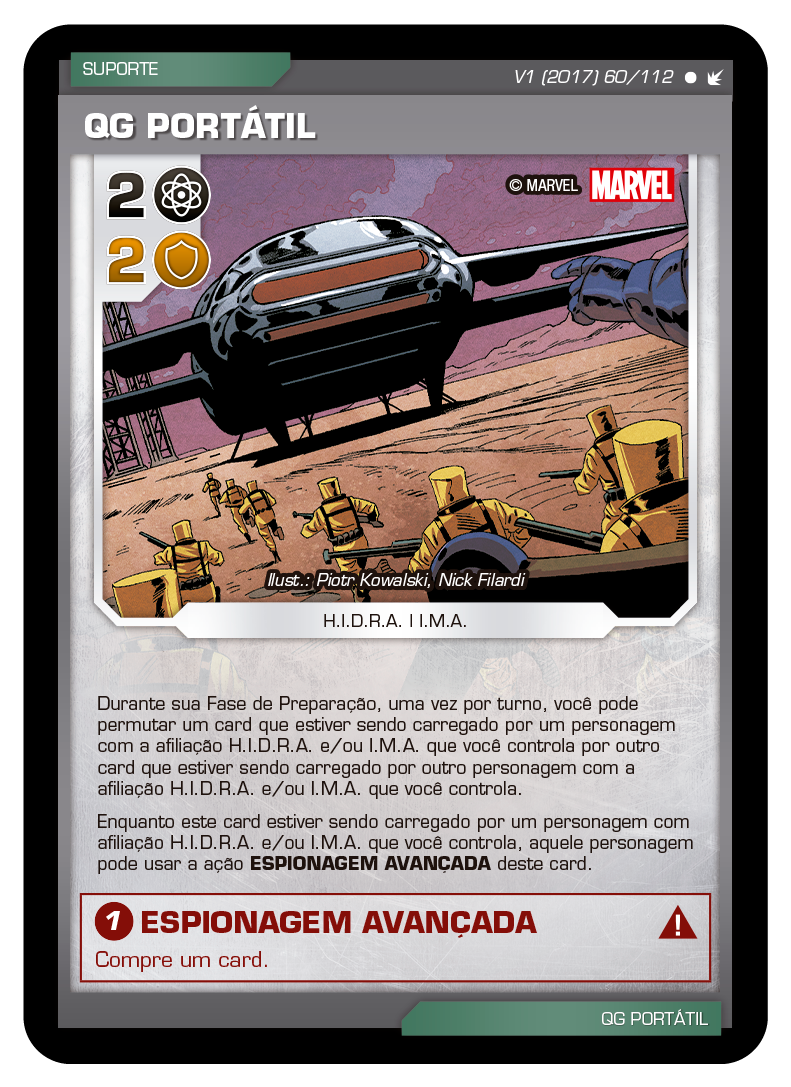 SUPORTE
V1 (2017) 60/112
QG PORTÁTIL
2
2
© MARVEL MARVEL
Ilust.: Piotr Kowalski, Nick Filardi
H.I.D.R.A. | I.M.A.
Durante sua Fase de Preparação, uma vez por turno, você pode
permutar um card que estiver sendo carregado por um personagem
com a afiliação H.I.D.R.A. e/ou I.M.A. que você controla por outro
card que estiver sendo carregado por outro personagem com a
afiliação H.I.D.R.A. e/ou I.M.A. que você controla.
Enquanto este card estiver sendo carregado por um personagem com
afiliação H.I.D.R.A. e/ou I.M.A. que você controla, aquele personagem
pode usar a ação ESPIONAGEM AVANÇADA deste card.
1 ESPIONAGEM AVANÇADA !
Compre um card.
QG PORTÁTIL